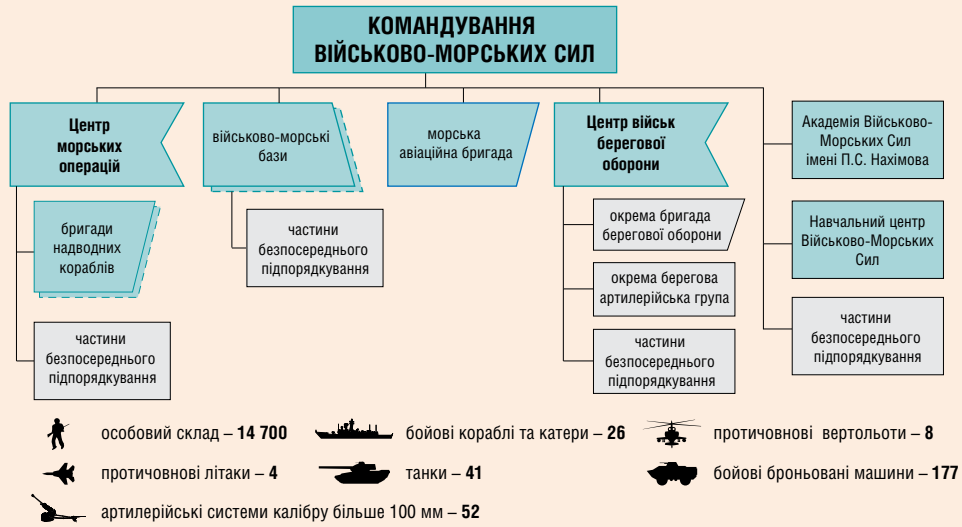 КОМАНДУВАННЯ
ВІЙСЬКОВО-МОРСЬКИХ СИЛ
Центр
морських
операцій
військово-морські
бази
морська
авіаційна бригада
Центр військ
берегової
оборони
Академія Військово-
Морських Сил
імені П.С. Нахімова
бригади
надводних
кораблів
частини
безпосереднього
підпорядкування
частини
безпосереднього
підпорядкування
окрема бригада
берегової оборони
окрема берегова
артилерійська група
частини
безпосереднього
підпорядкування
Навчальний центр
Військово-Морських
Сил
частини
безпосереднього
підпорядкування
особовий склад – 14 700
бойові кораблі та катери – 26
протичовнові вертольоти – 8
протичовнові літаки – 4
танки – 41
бойові броньовані машини – 177
артилерійські системи калібру більше 100 мм – 52